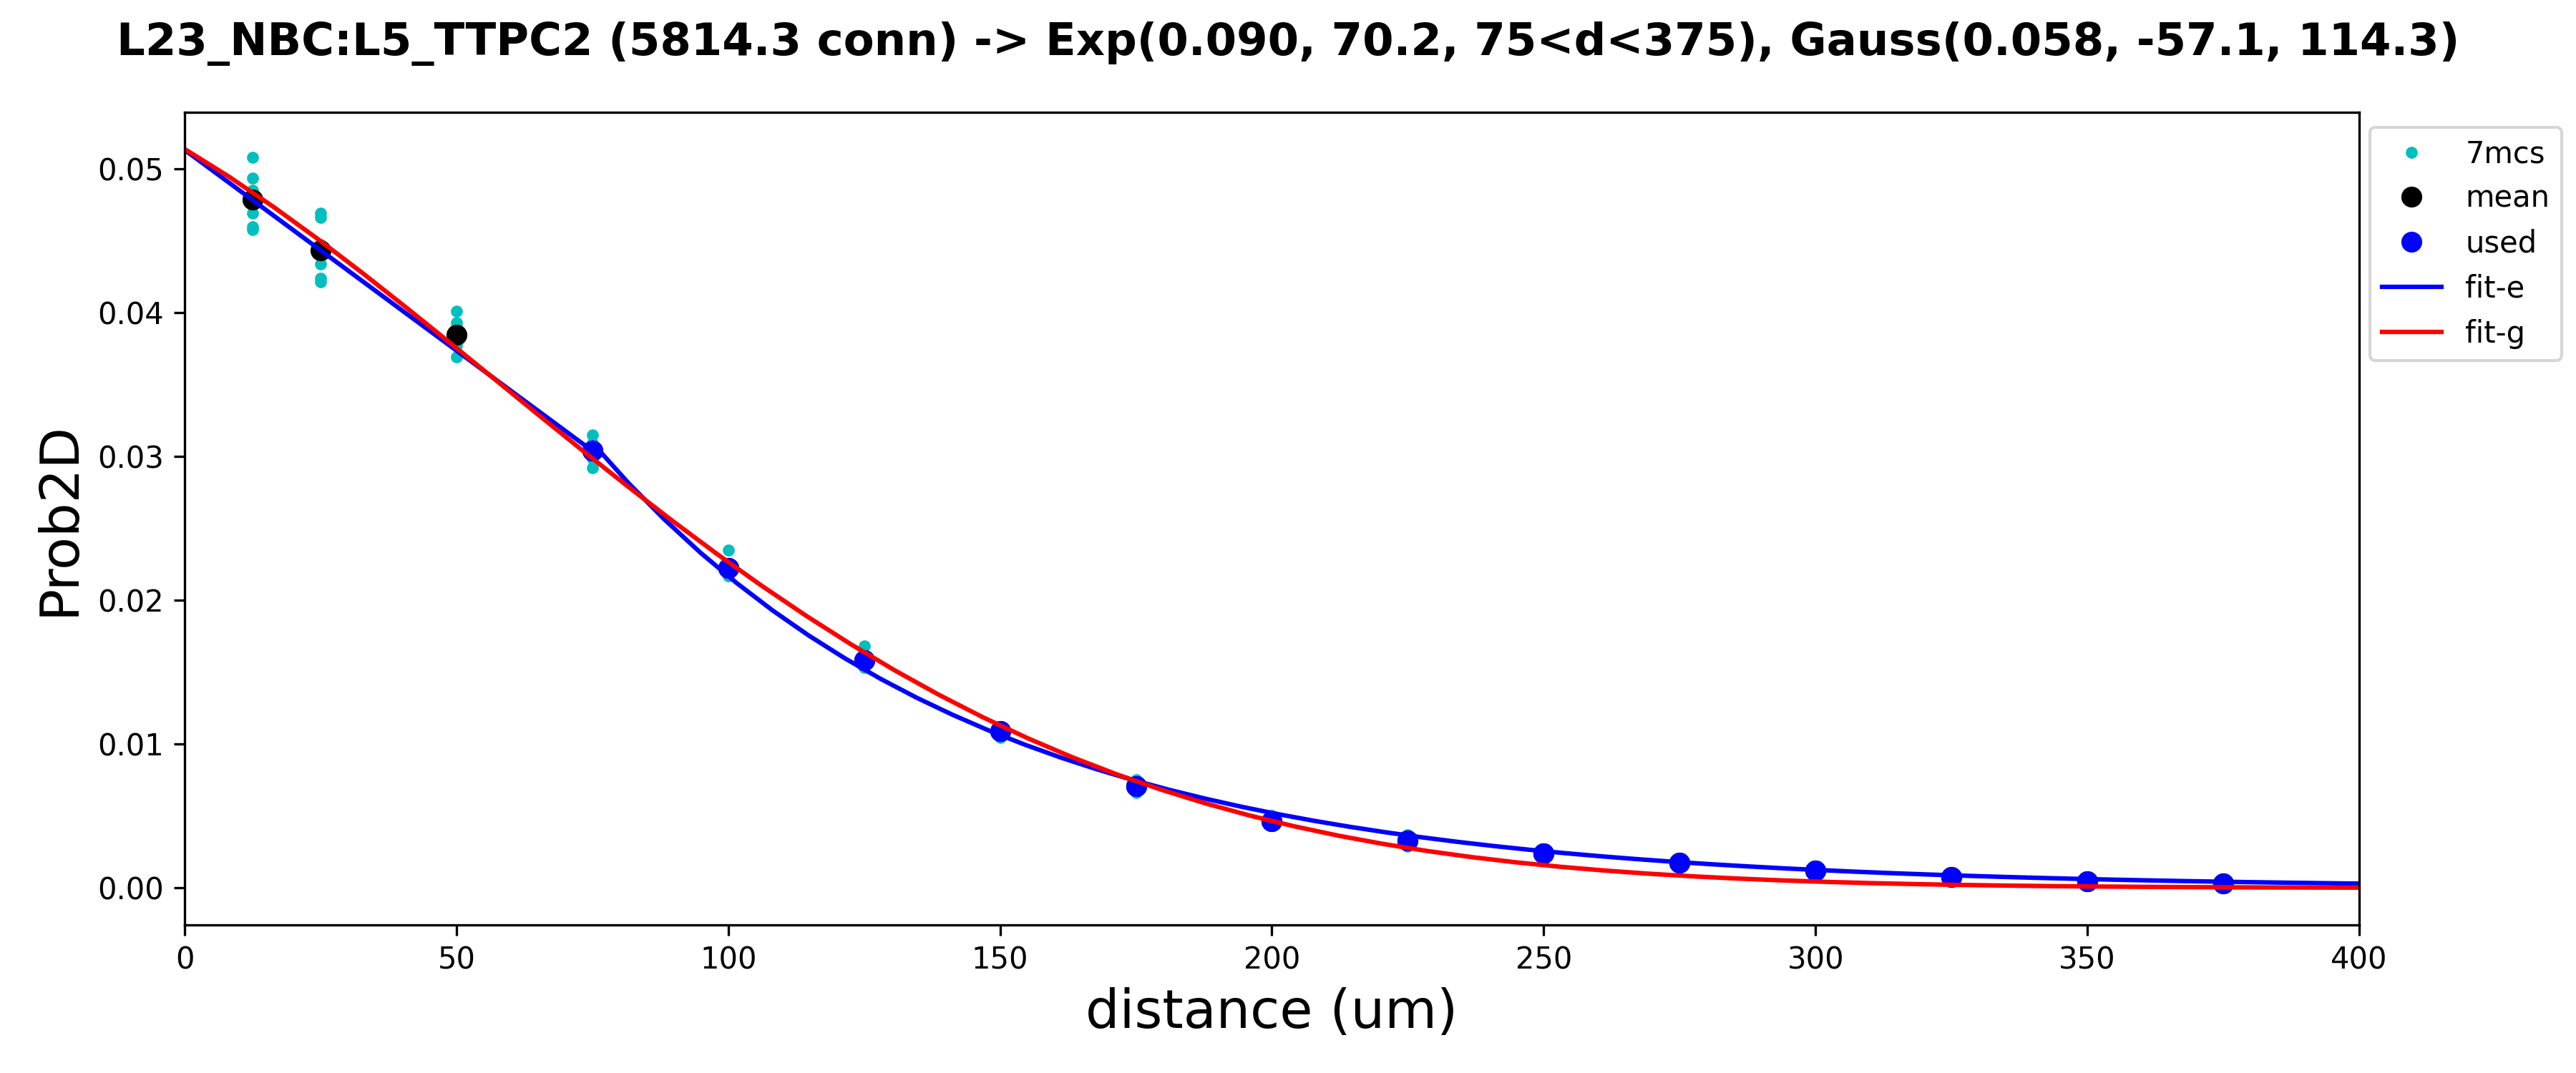 L23_NBC:L5_TTPC2 (5814.3 conn) -> Exp(0.090, 70.2, 75<d<375), Gauss(0.058, -57.1, 114.3)
0.05
0.04
0.03
0.02
0.01
0.00
Prob2D
0 50 100 150 200 250 300 350 400
distance (um)
7mcs
mean
used
fit-e
fit-g